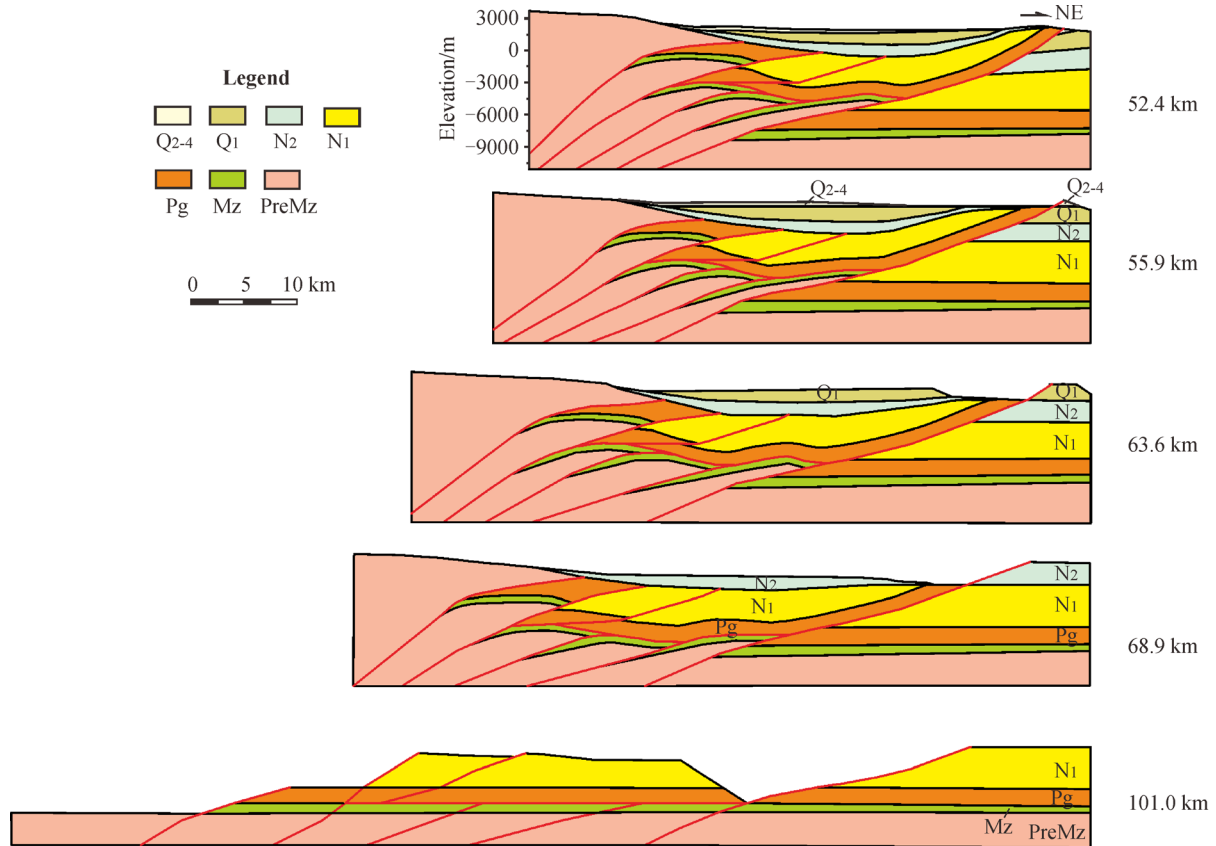 3000
NE
0
−3000
−6000
−9000
Elevation/m
52.4 km
Legend
Q2-4
Q1
N2
N1
Pg
Mz
PreMz
0 5 10 km
Q2-4
Q2-4
Q1
N2
N1
55.9 km
Q1
Q1
N2
N1
63.6 km
N2
N2
N1
N1
Pg
Pg
68.9 km
N1
Pg
Mz
PreMz
101.0 km